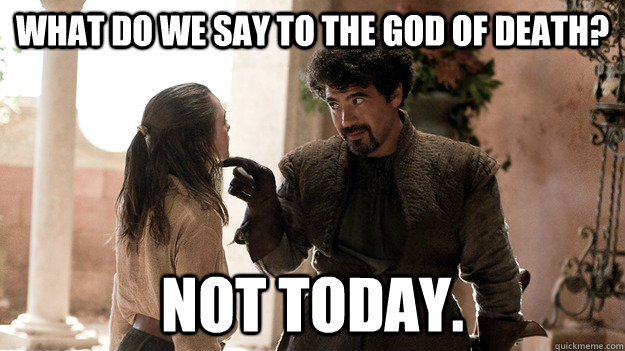 WHAT DO WE SAY TO THE GOD OF DEATH?
NOT TODAY.
quickmeme.com